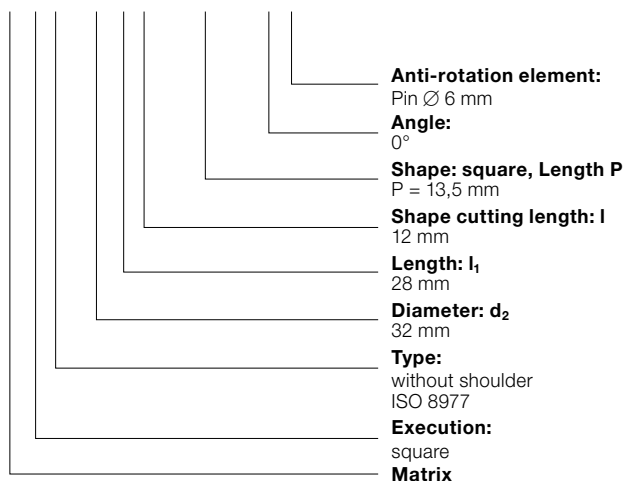 Anti-rotation element:
Pin ∅ 6 mm
Angle:
0°
Shape: square, Length P
P = 13,5 mm
Shape cutting length: l
12 mm
Length: l₁
28 mm
Diameter: d₂
32 mm
Type:
without shoulder
ISO 8977
Execution:
square
Matrix